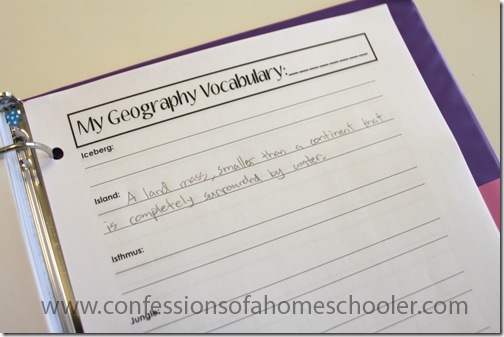 My Geography Vocabulary:_______
Iceberg:
Island: A land mass, smaller than a continent that
is completely surrounded by water.
Isthmus:
Jungle:
www.confessionsofahomeschooler.com